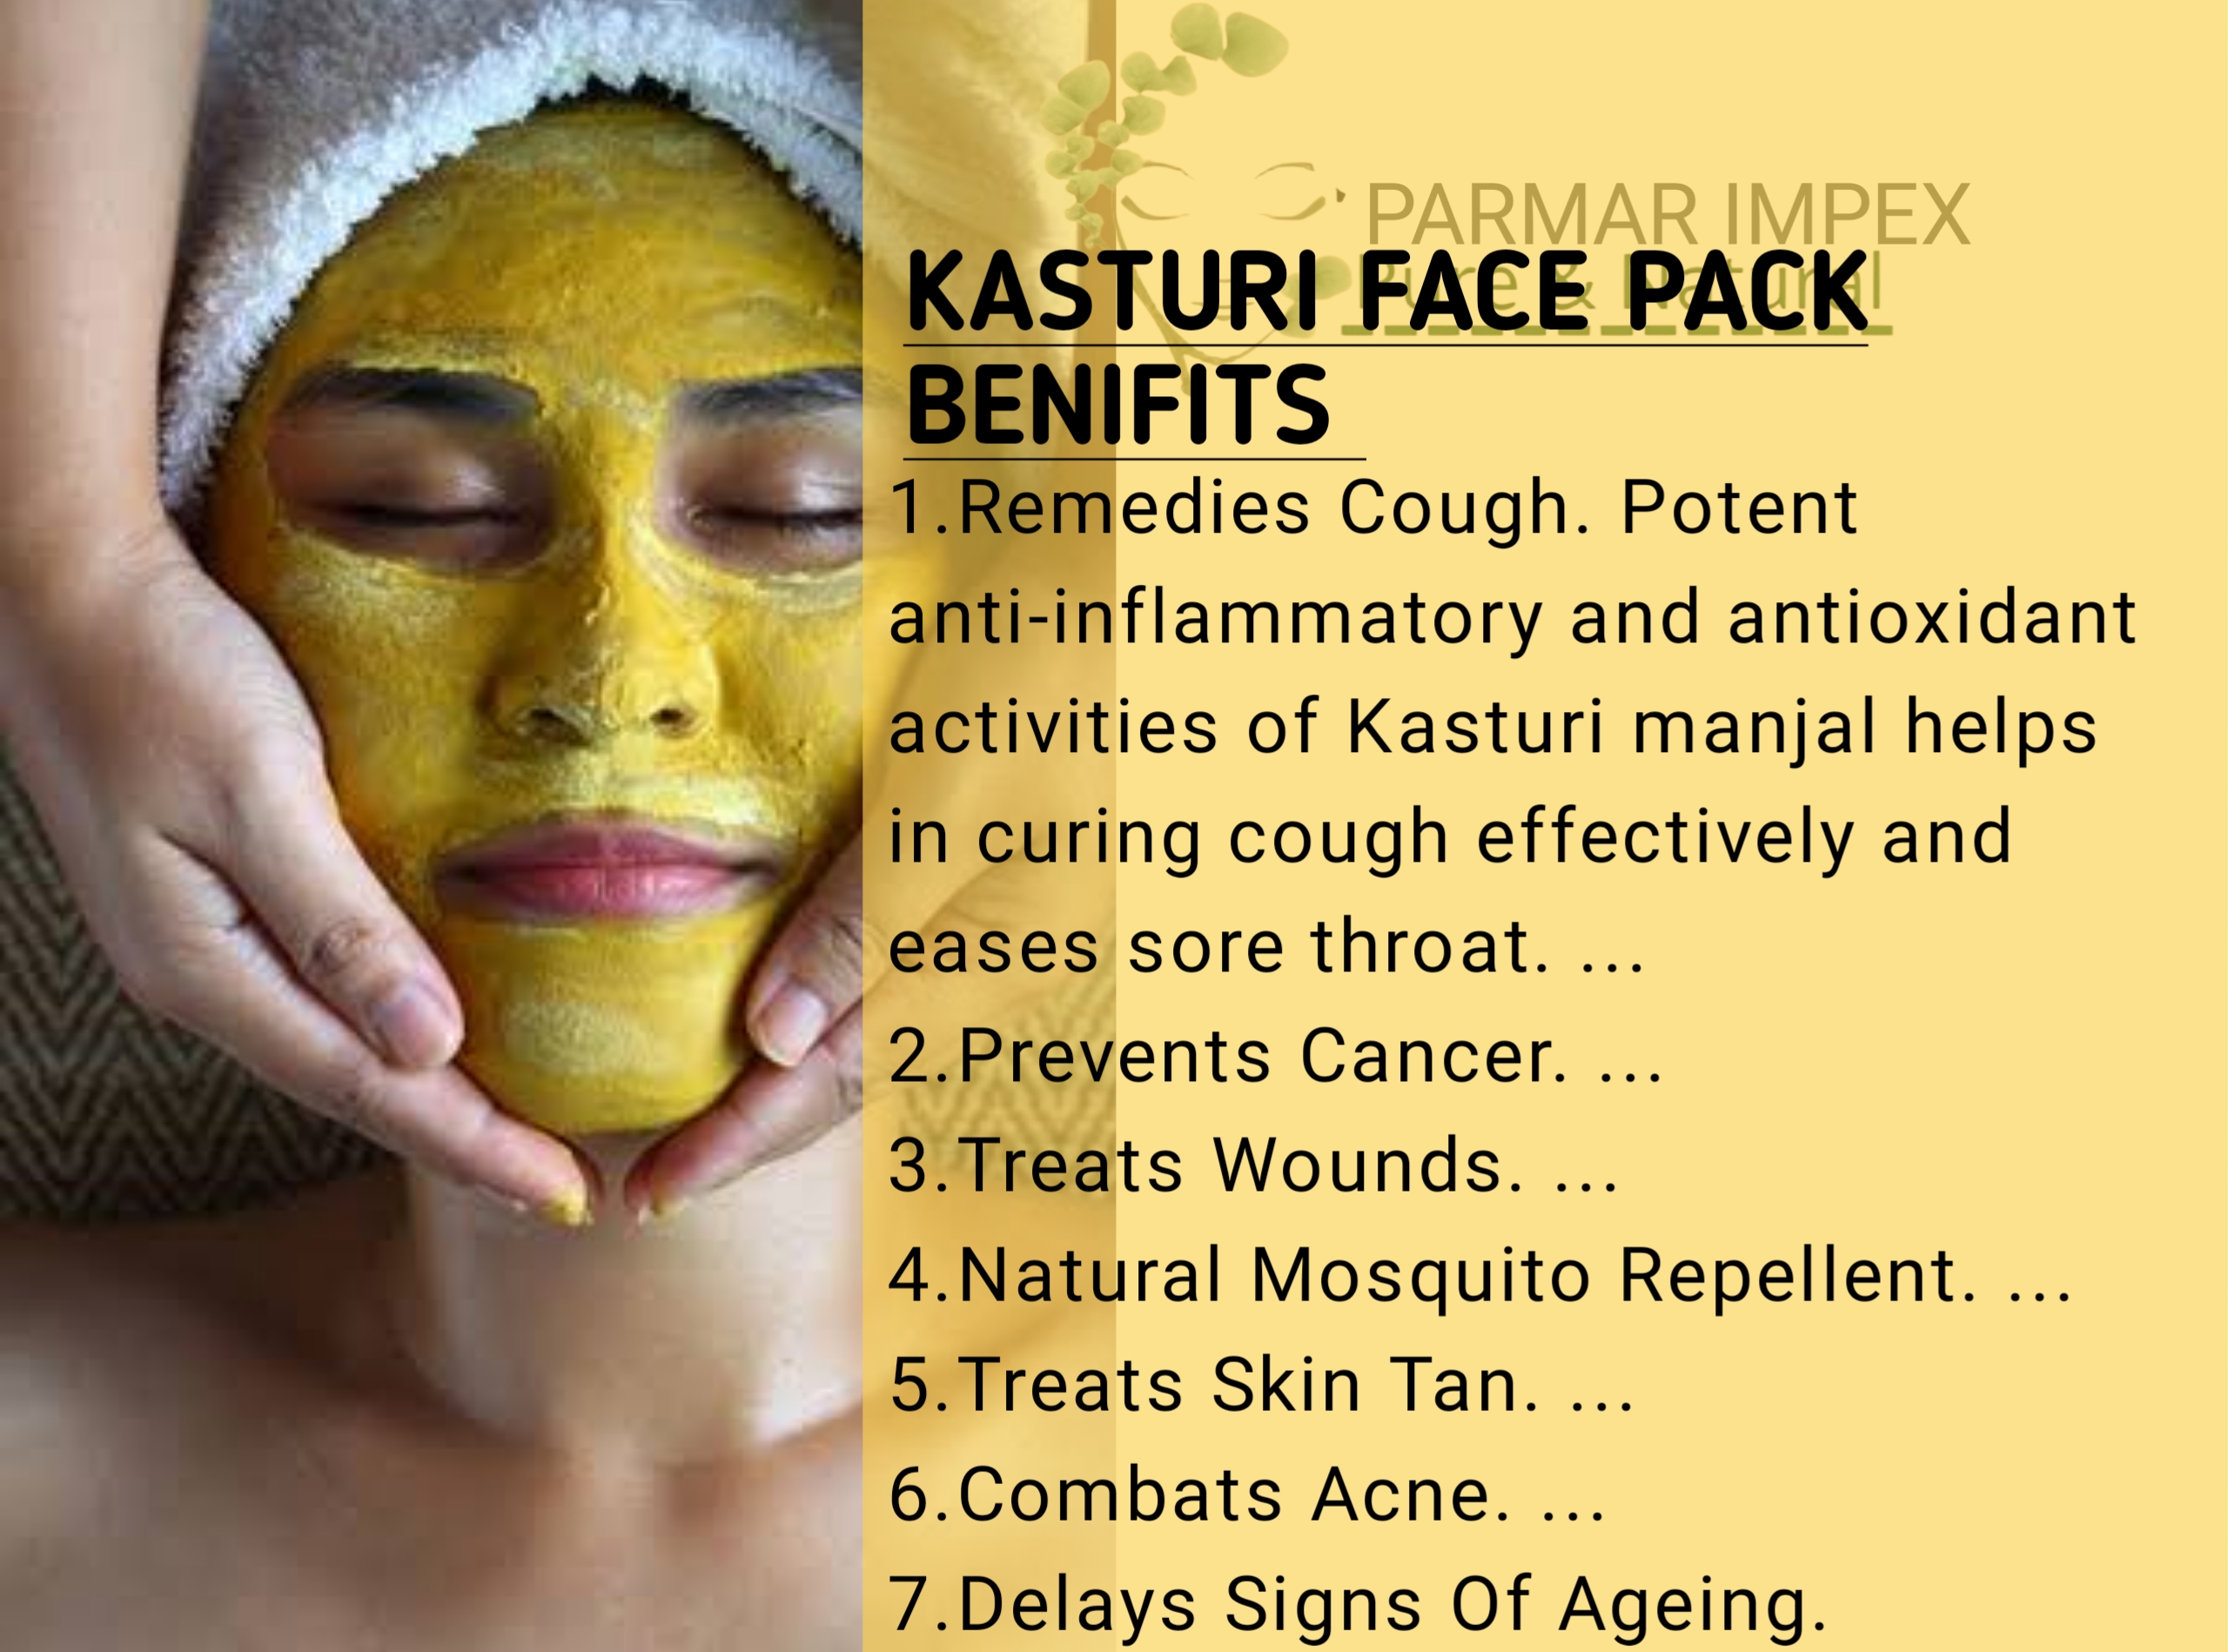 PARMAR IMPEX
Pure & Natural
KASTURI FACE PACK
BENIFITS
1.Remedies Cough. Potent
anti-inflammatory and antioxidant
activities of Kasturi manjal helps
in curing cough effectively and
eases sore throat. ...
2.Prevents Cancer. ...
3.Treats Wounds. ...
4.Natural Mosquito Repellent. ...
5.Treats Skin Tan. ...
6.Combats Acne. ...
7.Delays Signs Of Ageing.